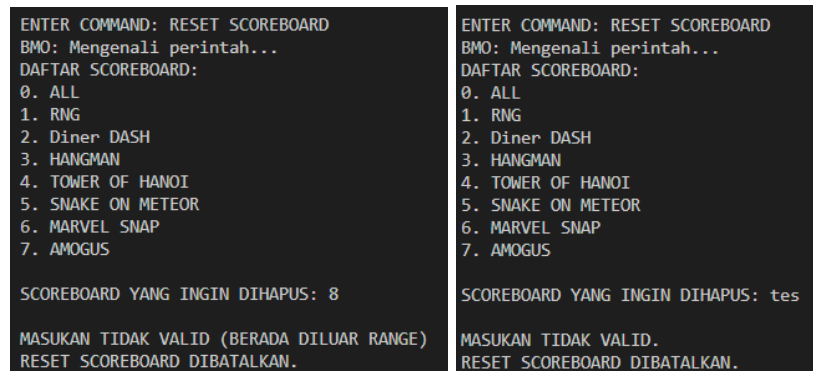 ENTER COMMAND: RESET SCOREBOARD
BMO: Mengenali perintah...
DAFTAR SCOREBOARD:
0. ALL
1. RNG
2. Diner DASH
3. HANGMAN
4. TOWER OF HANOI
5. SNAKE ON METEOR
6. MARVEL SNAP
7. AMOGUS
SCOREBOARD YANG INGIN DIHAPUS: 8
MASUKAN TIDAK VALID (BERADA DILUAR RANGE)
RESET SCOREBOARD DIBATALKAN.
ENTER COMMAND: RESET SCOREBOARD
BMO: Mengenali perintah...
DAFTAR SCOREBOARD:
0. ALL
1. RNG
2. Diner DASH
3. HANGMAN
4. TOWER OF HANOI
5. SNAKE ON METEOR
6. MARVEL SNAP
7. AMOGUS
SCOREBOARD YANG INGIN DIHAPUS: tes
MASUKAN TIDAK VALID.
RESET SCOREBOARD DIBATALKAN.